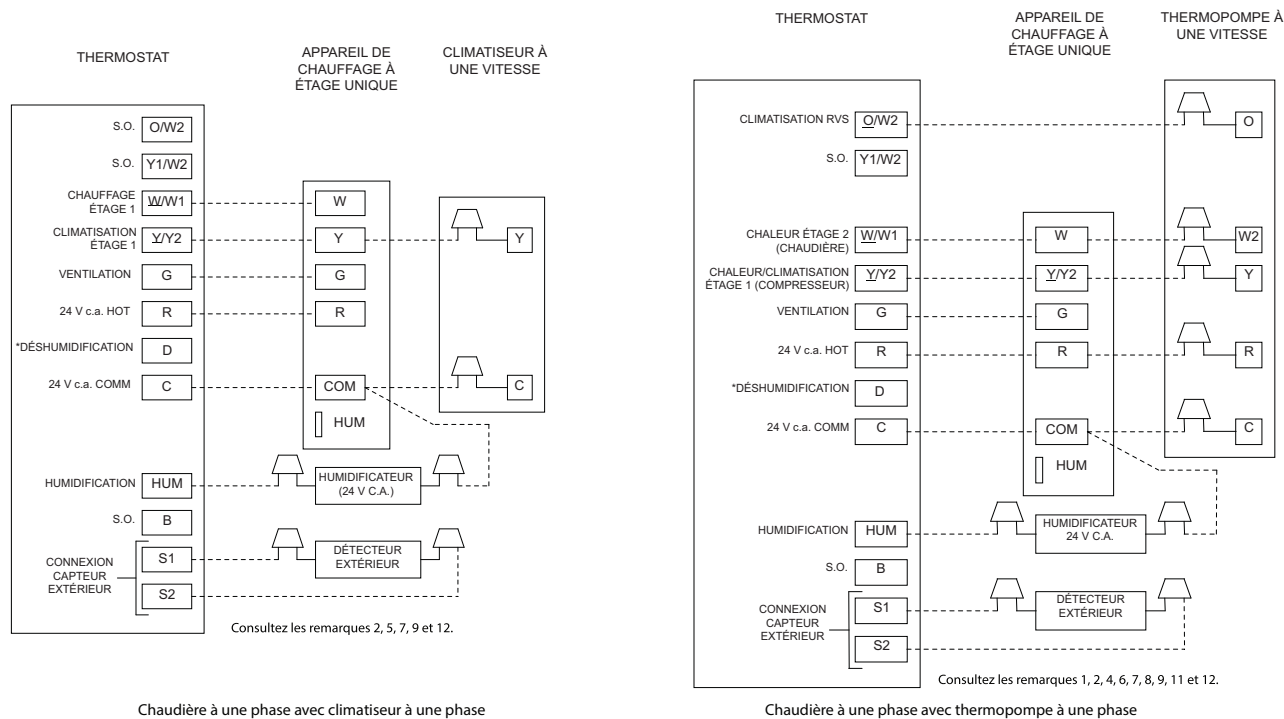 THERMOSTAT
APPAREIL DE
CHAUFFAGE À
ÉTAGE UNIQUE
CLIMATISEUR À
UNE VITESSE
S.O.
O/W2
S.O.
Y1/W2
CHAUFFAGE
ÉTAGE 1
W/W1
W
CLIMATISATION
ÉTAGE 1
Y/Y2
Y
Y
VENTILATION
G
G
24 V c.a. HOT
R
R
*DÉSHUMIDIFICATION
D
24 V c.a. COMM
C
COM
C
HUM
HUMIDIFICATION
HUM
HUMIDIFICATEUR
(24 V C.A.)
S.O.
B
CONNEXION
CAPTEUR
EXTÉRIEUR
S1
S2
DÉTECTEUR
EXTÉRIEUR
Consultez les remarques 2, 5, 7, 9 et 12.
Chaudière à une phase avec climatiseur à une phase
THERMOSTAT
APPAREIL DE
CHAUFFAGE À
ÉTAGE UNIQUE
THERMOPOMPE À
UNE VITESSE
CLIMATISATION RVS
O/W2
O
S.O.
Y1/W2
CHALEUR ÉTAGE 2
(CHAUDIÈRE)
W/W1
W
W2
CHALEUR/CLIMATISATION
ÉTAGE 1 (COMPRESSEUR)
Y/Y2
Y/Y2
Y
VENTILATION
G
G
24 V c.a. HOT
R
R
R
*DÉSHUMIDIFICATION
D
24 V c.a. COMM
C
COM
C
HUM
HUMIDIFICATION
HUM
HUMIDIFICATEUR
24 V C.A.
S.O.
B
CONNEXION
CAPTEUR
EXTÉRIEUR
S1
S2
DÉTECTEUR
EXTÉRIEUR
Consultez les remarques 1, 2, 4, 6, 7, 8, 9, 11 et 12.
Chaudière à une phase avec thermopompe à une phase